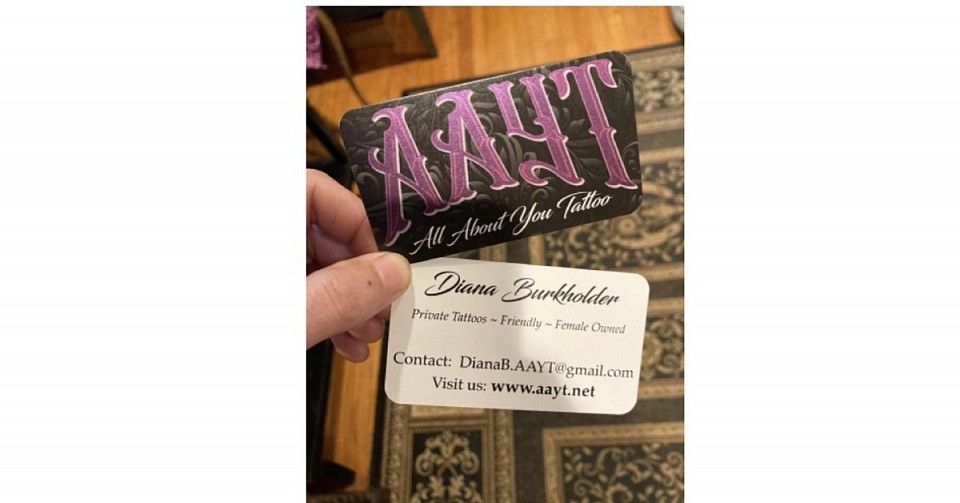 AAYT
All About You Tattoo
Diana Burkholder
Private Tattoos ~ Friendly ~ Female Owned
Contact: DianaB.AAYT@gmail.com
Visit us: www.aayt.net